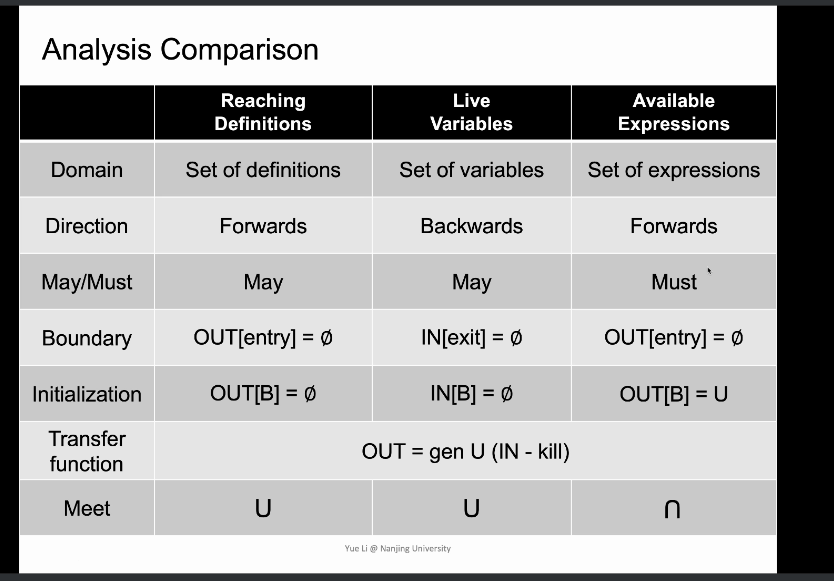 Analysis Comparison
Reaching Definitions	Live Variables	Available Expressions
Domain	Set of definitions	Set of variables	Set of expressions
Direction	Forwards	Backwards	Forwards
May/Must	May	May	Must
Boundary	OUT[entry] = ∅	IN[exit] = ∅	OUT[entry] = ∅
Initialization	OUT[B] = ∅	IN[B] = ∅	OUT[B] = U
Transfer function	OUT = gen U (IN - kill)
Meet	∪	∪	∩
Yue Li @ Nanjing University